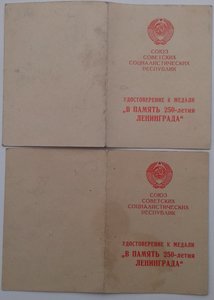 СОЮЗ
СОВЕТСКИХ
СОЦИАЛИСТИЧЕСКИХ
РЕСПУБЛИК
УДОСТОВЕРЕНИЕ К МЕДАЛИ
„В ПАМЯТЬ 250-летия
ЛЕНИНГРАДА“
СОЮЗ
СОВЕТСКИХ
СОЦИАЛИСТИЧЕСКИХ
РЕСПУБЛИК
УДОСТОВЕРЕНИЕ К МЕДАЛИ
„В ПАМЯТЬ 250-летия
ЛЕНИНГРАДА“